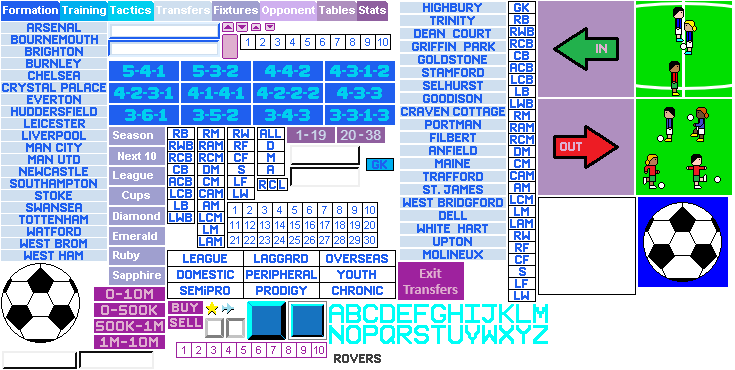 Formation Training Tactics Transfers Fixtures Opponent Tables Stats
ARSENAL
BOURNEMOUTH
BRIGHTON
BURNLEY
CHELSEA
CRYSTAL PALACE
EVERTON
HUDDERSFIELD
LEICESTER
LIVERPOOL
MAN CITY
MAN UTD
NEWCASTLE
SOUTHAMPTON
STOKE
SWANSEA
TOTTENHAM
WATFORD
WEST BROM
WEST HAM
1 2 3 4 5 6 7 8 9 10
5-4-1 5-3-2 4-4-2 4-3-1-2
4-2-3-1 4-1-4-1 4-2-2-2 4-3-3
3-6-1 3-5-2 3-4-3 3-3-1-3
Season
Next 10
League
Cups
Diamond
Emerald
Ruby
Sapphire
RB
RWB
RCB
CB
ACB
LCB
LB
LWB
RM
RAM
RCM
DM
CM
CAM
AM
LCM
LM
LAM
RW
RF
CF
S
LF
LW
ALL
D
M
A
RCL
1-19 20-38
GK
1 2 3 4 5 6 7 8 9 10
11 12 13 14 15 16 17 18 19 20
21 22 23 24 25 26 27 28 29 30
LEAGUE LAGGARD OVERSEAS
DOMESTIC PERIPHERAL YOUTH
SEMiPRO PRODIGY CHRONIC
0-10M
0-500K
500K-1M
1M-10M
BUY
SELL
1 2 3 4 5 6 7 8 9 10
ABCDEFGHIJKLM
NOPQRSTUVWXYZ
ROVERS
HIGHBURY
TRINITY
DEAN COURT
GRIFFIN PARK
GOLDSTONE
STAMFORD
SELHURST
GOODISON
CRAVEN COTTAGE
PORTMAN
FILBERT
ANFIELD
MAINE
TRAFFORD
ST. JAMES
WEST BRIDGFORD
DELL
WHITE HART
UPTON
MOLINEUX
Exit
Transfers
GK
RB
RWB
RCB
CB
ACB
LCB
LB
LWB
RM
RAM
RCM
DM
CM
CAM
AM
LCM
LM
LAM
RW
RF
CF
S
LF
LW
IN
OUT